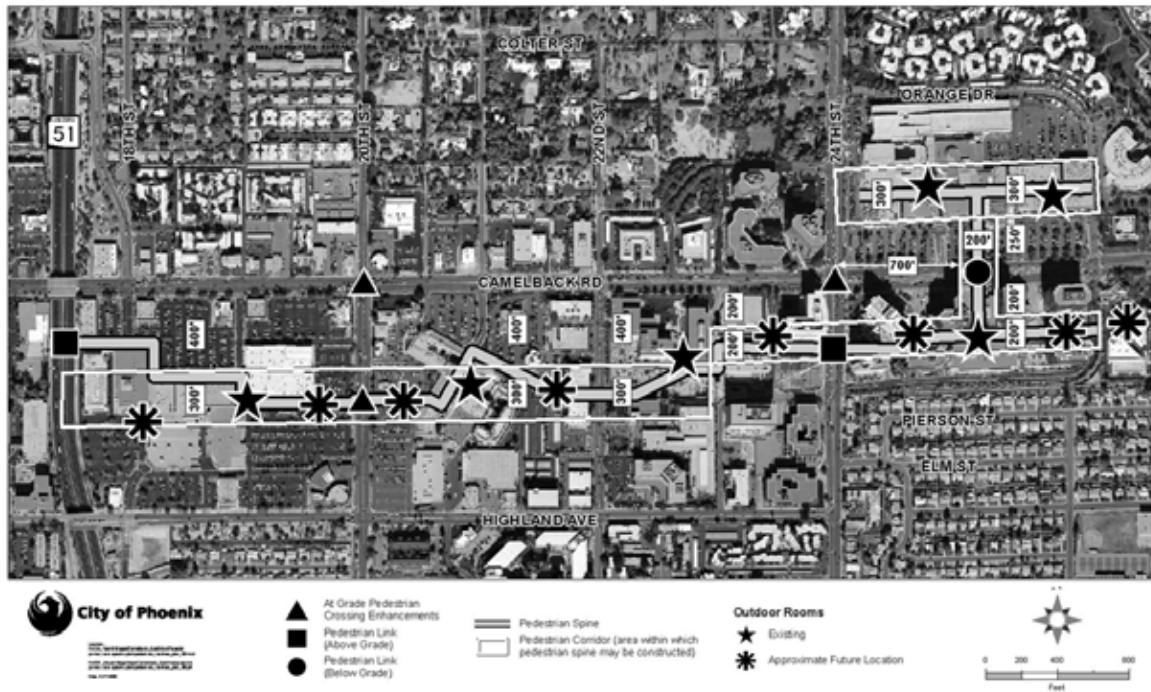 COLTER ST
ORANGE DR
51
18TH ST
20TH ST
22ND ST
24TH ST
300'
300'
200'
250'
700'
CAMELBACK RD
400'
400'
400'
200'
200'
200'
200'
300'
300'
300'
PIERSON ST
ELM ST
HIGHLAND AVE
City of Phoenix
At Grade Pedestrian
Crossing Enhancements
Pedestrian Link
(Above Grade)
Pedestrian Link
(Below Grade)
Pedestrian Spine
Pedestrian Corridor (area within which
pedestrian spine may be constructed)
Outdoor Rooms
Existing
Approximate Future Location
0 200 400 800
Feet